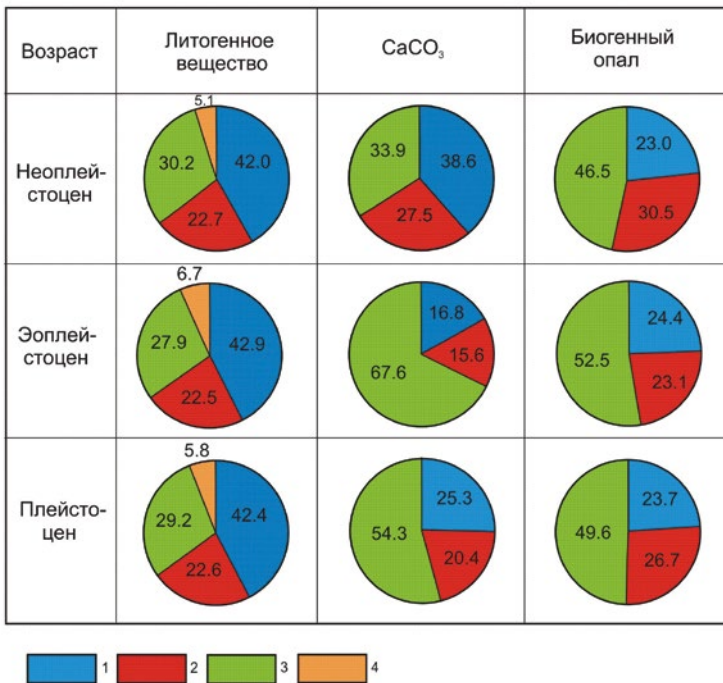 Возраст
Литогенное
вещество
CaCO₃
Биогенный
опал
Неоплей-
стоцен
5.1
30.2
42.0
22.7
33.9
38.6
27.5
46.5
23.0
30.5
Эоплей-
стоцен
6.7
27.9
42.9
22.5
16.8
15.6
67.6
52.5
24.4
23.1
Плейсто-
цен
5.8
29.2
42.4
22.6
54.3
25.3
20.4
49.6
23.7
26.7
1
2
3
4